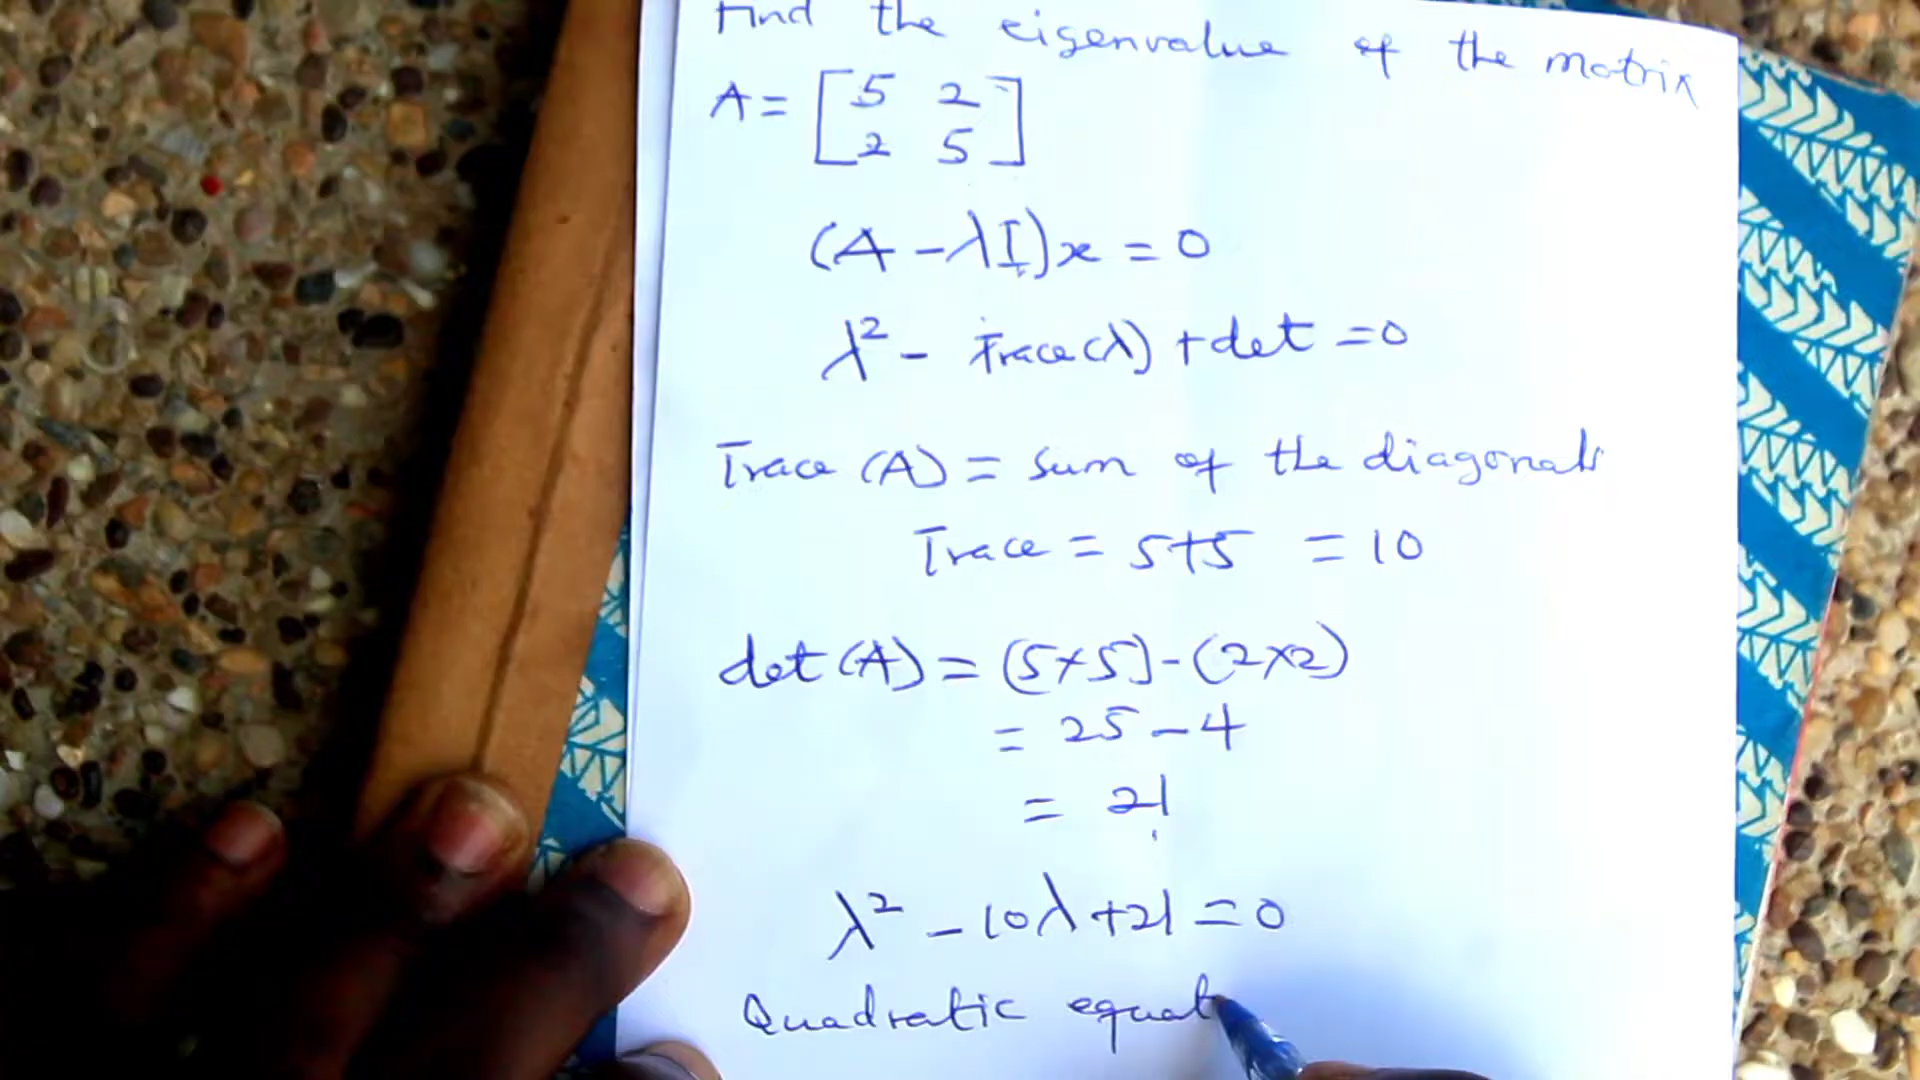 Find the eigenvalue of the matrix
A = [5 2
2 5]
(A - λI)x = 0
λ² - Trace(λ) + det = 0
Trace (A) = sum of the diagonals
Trace = 5+5 = 10
det(A) = (5×5) - (2×2)
= 25 - 4
= 21
λ² - 10λ + 21 = 0
Quadratic equat